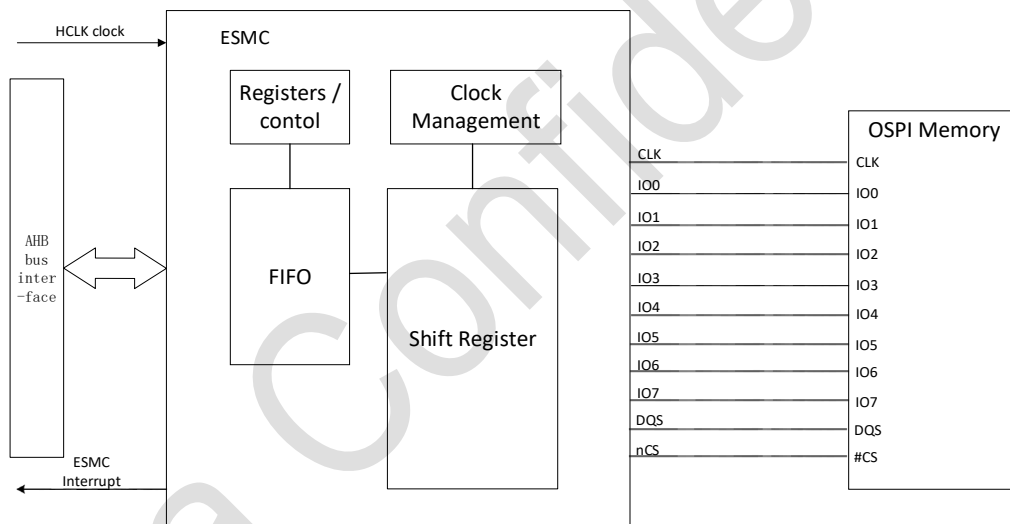 HCLK clock
ESMC
Registers /
contol
Clock
Management
FIFO
Shift Register
AHB
bus
inter
-face
ESMC
Interrupt
CLK
IO0
IO1
IO2
IO3
IO4
IO5
IO6
IO7
DQS
nCS
OSPI Memory
CLK
IO0
IO1
IO2
IO3
IO4
IO5
IO6
IO7
DQS
#CS
a Confide